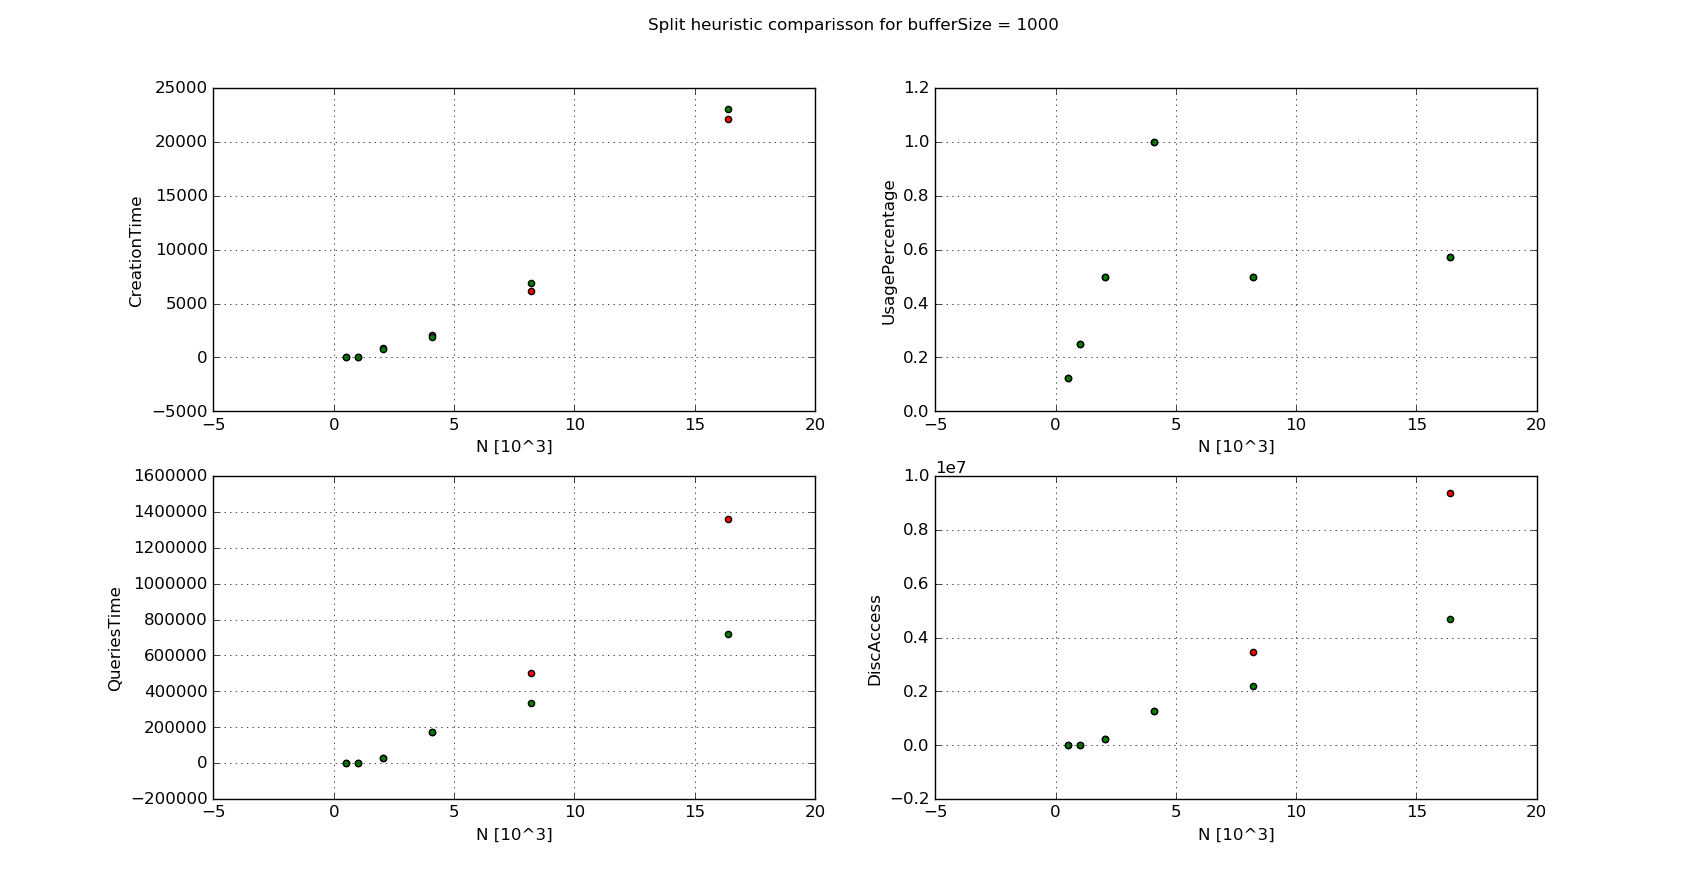 Split heuristic comparisson for bufferSize = 1000
25000
20000
15000
10000
5000
0
−5000
CreationTime
−5 0 5 10 15 20
N [10^3]
1.2
1.0
0.8
0.6
0.4
0.2
0.0
UsagePercentage
−5 0 5 10 15 20
N [10^3]
1600000
1400000
1200000
1000000
800000
600000
400000
200000
0
−200000
QueriesTime
−5 0 5 10 15 20
N [10^3]
1e7
1.0
0.8
0.6
0.4
0.2
0.0
−0.2
DiscAccess
−5 0 5 10 15 20
N [10^3]